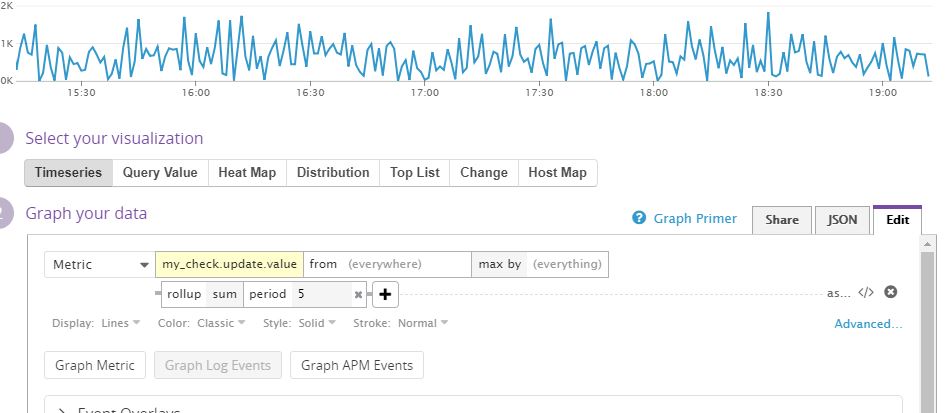 2K
1K
0K
15:30 16:00 16:30 17:00 17:30 18:00 18:30 19:00
Select your visualization
Timeseries Query Value Heat Map Distribution Top List Change Host Map
2 Graph your data
? Graph Primer Share JSON Edit
Metric my_check.update.value from (everywhere) max by (everything)
rollup sum period 5 × + as... </>
Display: Lines Color: Classic Style: Solid Stroke: Normal Advanced...
Graph Metric Graph Log Events Graph APM Events
Event Overlays